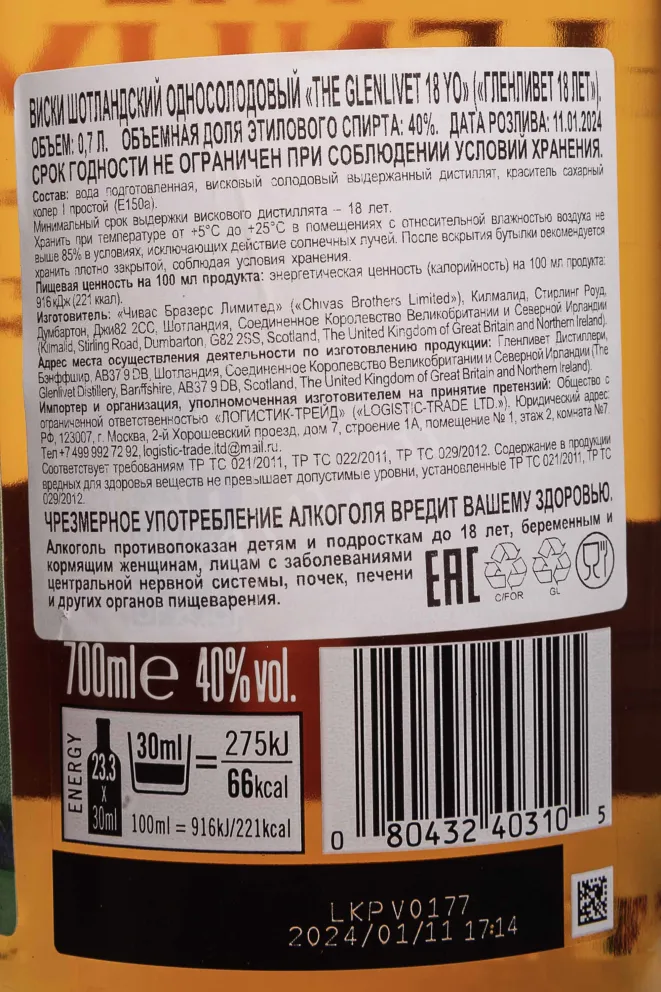 ВИСКИ ШОТЛАНДСКИЙ ОДНОСОЛОДОВЫЙ «THE GLENLIVET 18 YO» («ГЛЕНЛИВЕТ 18 ЛЕТ»).
ОБЪЕМ: 0,7 Л. ОБЪЕМНАЯ ДОЛЯ ЭТИЛОВОГО СПИРТА: 40%. ДАТА РОЗЛИВА: 11.01.2024
СРОК ГОДНОСТИ НЕ ОГРАНИЧЕН ПРИ СОБЛЮДЕНИИ УСЛОВИЙ ХРАНЕНИЯ.
Состав: вода подготовленная, висковый солодовый выдержанный дистиллят, краситель сахарный
колер I простой (Е150а).
Минимальный срок выдержки вискового дистиллята – 18 лет.
Хранить при температуре от +5°С до +25°С в помещениях с относительной влажностью воздуха не
выше 85% в условиях, исключающих действие солнечных лучей. После вскрытия бутылки рекомендуется
хранить плотно закрытой, соблюдая условия хранения.
Пищевая ценность на 100 мл продукта: энергетическая ценность (калорийность) на 100 мл продукта:
916 кДж (221 ккал).
Изготовитель: «Чивас Бразерс Лимитед» («Chivas Brothers Limited»), Килмалид, Стирлинг Роуд,
Думбартон, Джи82 2СС, Шотландия, Соединенное Королевство Великобритании и Северной Ирландии
(Kilmalid, Stirling Road, Dumbarton, G82 2SS, Scotland, The United Kingdom of Great Britain and Northern Ireland).
Адрес места осуществления деятельности по изготовлению продукции: Гленливет Дистиллери,
Бэнффшир, АВ37 9 DB, Шотландия, Соединенное Королевство Великобритании и Северной Ирландии (The
Glenlivet Distillery, Banffshire, AB37 9 DB, Scotland, The United Kingdom of Great Britain and Northern Ireland).
Импортер и организация, уполномоченная изготовителем на принятие претензий: Общество с
ограниченной ответственностью «ЛОГИСТИК-ТРЕЙД» («LOGISTIC-TRADE LTD.»), Юридический адрес:
РФ, 123007, г. Москва, 2-й Хорошевский проезд, дом 7, строение 1А, помещение № 1, этаж 2, комната №7.
Тел +7 499 992 72 92, logistic-trade.ltd@mail.ru.
Соответствует требованиям ТР ТС 021/2011, ТР ТС 022/2011, ТР ТС 029/2012. Содержание в продукции
вредных для здоровья веществ не превышает допустимые уровни, установленные ТР ТС 021/2011, ТР ТС
029/2012.
ЧРЕЗМЕРНОЕ УПОТРЕБЛЕНИЕ АЛКОГОЛЯ ВРЕДИТ ВАШЕМУ ЗДОРОВЬЮ.
Алкоголь противопоказан детям и подросткам до 18 лет, беременным и
кормящим женщинам, лицам с заболеваниями
центральной нервной системы, почек, печени
и других органов пищеварения.
EAC
C/FOR GL
700ml e 40% vol.
ENERGY
23.3
x
30ml
30ml = 275kJ
66kcal
100ml = 916kJ/221kcal
0 80432 40310 5
LKPV0177
2024/01/11 17:14